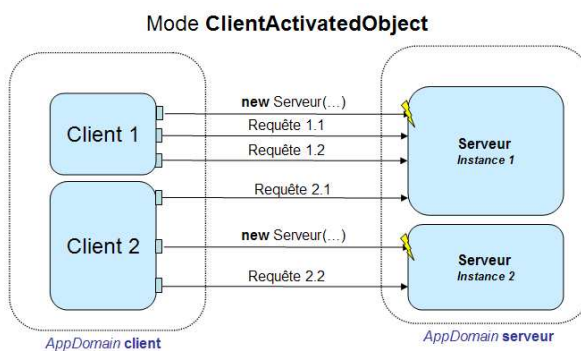 Mode ClientActivatedObject
Client 1
new Serveur(…)
Requête 1.1
Requête 1.2
Serveur
Instance 1
Client 2
Requête 2.1
new Serveur(…)
Requête 2.2
Serveur
Instance 2
AppDomain client
AppDomain serveur